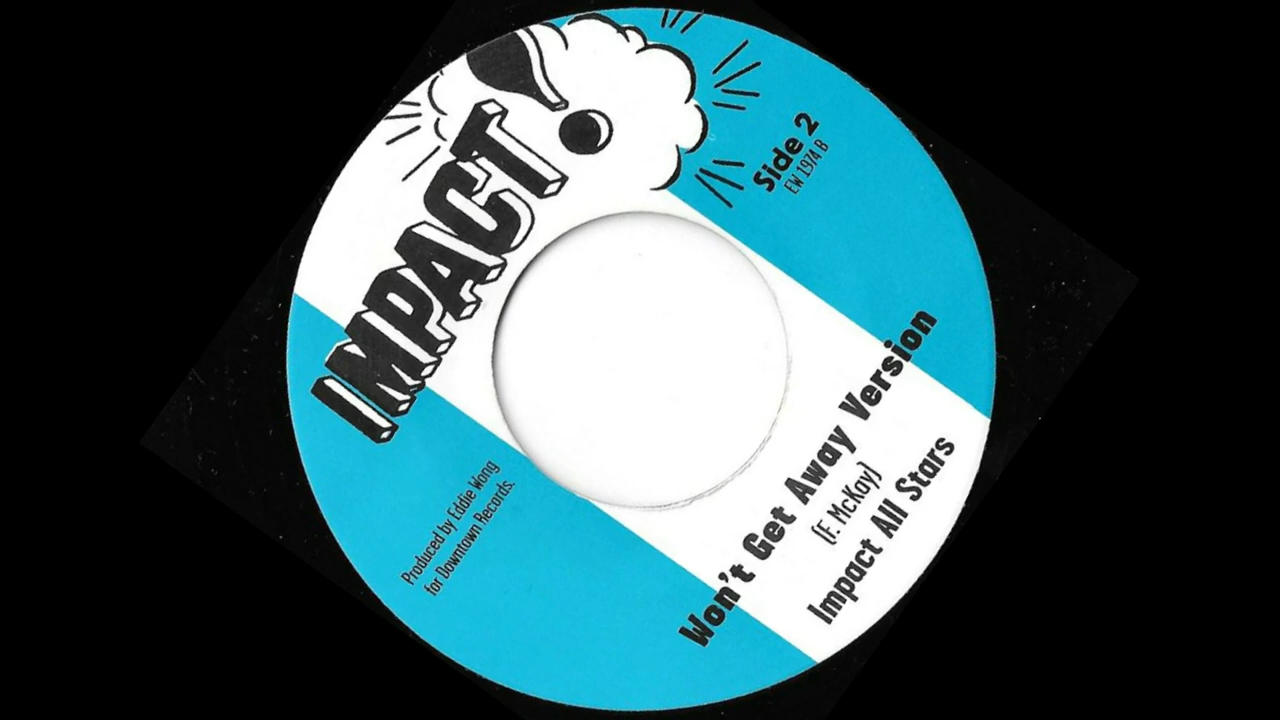 IMPACT
Side 2
EW 1974 B
Produced by Eddie Wong
for Downtown Records.
Won't Get Away Version
(F. McKay)
Impact All Stars